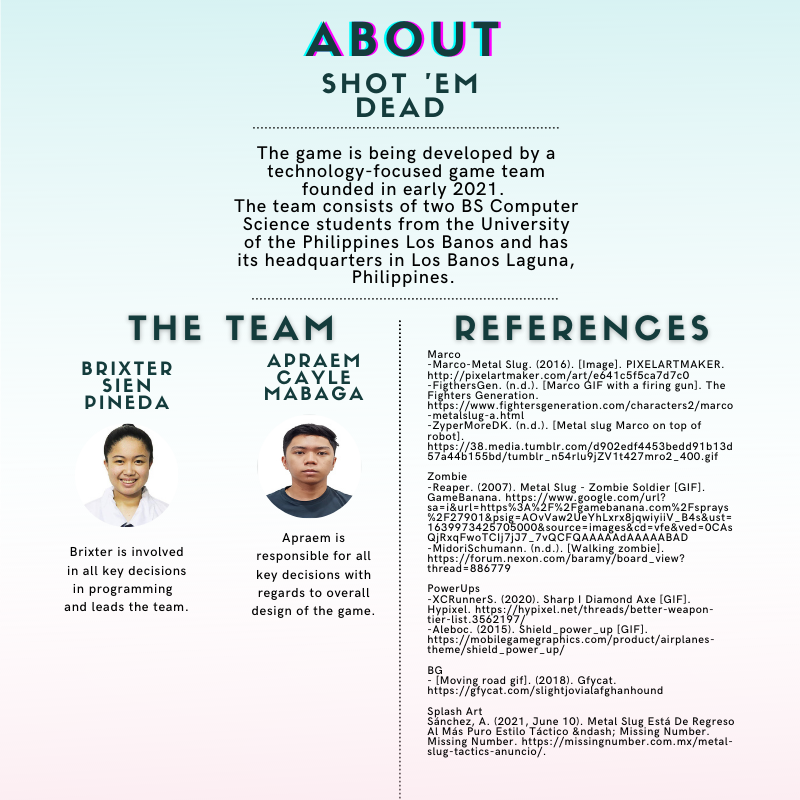 ABOUT
SHOT 'EM
DEAD
The game is being developed by a
technology-focused game team
founded in early 2021.
The team consists of two BS Computer
Science students from the University
of the Philippines Los Banos and has
its headquarters in Los Banos Laguna,
Philippines.
THE TEAM
BRIXTER
SIEN
PINEDA
Brixter is involved
in all key decisions
in programming
and leads the team.
APRAEM
CAYLE
MABAGA
Apraem is
responsible for all
key decisions with
regards to overall
design of the game.
REFERENCES
Marco
-Marco-Metal Slug. (2016). [Image]. PIXELARTMAKER.
http://pixelartmaker.com/art/e641c5f5ca7d7c0
-FigthersGen. (n.d.). [Marco GIF with a firing gun]. The
Fighters Generation.
https://www.fightersgeneration.com/characters2/marco
-metalslug-a.html
-ZyperMoreDK. (n.d.). [Metal slug Marco on top of
robot].
https://38.media.tumblr.com/d902edf4453bedd91b13d
57a44b155bd/tumblr_n54rlu9jZV1t427mro2_400.gif
Zombie
-Reaper. (2007). Metal Slug - Zombie Soldier [GIF].
GameBanana. https://www.google.com/url?
sa=i&url=https%3A%2F%2Fgamebanana.com%2Fsprays
%2F27901&psig=AOvVaw2UeYhLxrx8jqwiyiiV_B4s&ust=
1639973425705000&source=images&cd=vfe&ved=0CAs
QjRxqFwoTCIj7jJ7_7vQCFQAAAAAdAAAAABAD
-MidoriSchumann. (n.d.). [Walking zombie].
https://forum.nexon.com/baramy/board_view?
thread=886779
PowerUps
-XCRunnerS. (2020). Sharp I Diamond Axe [GIF].
Hypixel. https://hypixel.net/threads/better-weapon-
tier-list.3562197/
-Aleboc. (2015). Shield_power_up [GIF].
https://mobilegamegraphics.com/product/airplanes-
theme/shield_power_up/
BG
- [Moving road gif]. (2018). Gfycat.
https://gfycat.com/slightjovialafghanhound
Splash Art
Sánchez, A. (2021, June 10). Metal Slug Está De Regreso
Al Más Puro Estilo Táctico &ndash; Missing Number.
Missing Number. https://missingnumber.com.mx/metal-
slug-tactics-anuncio/.